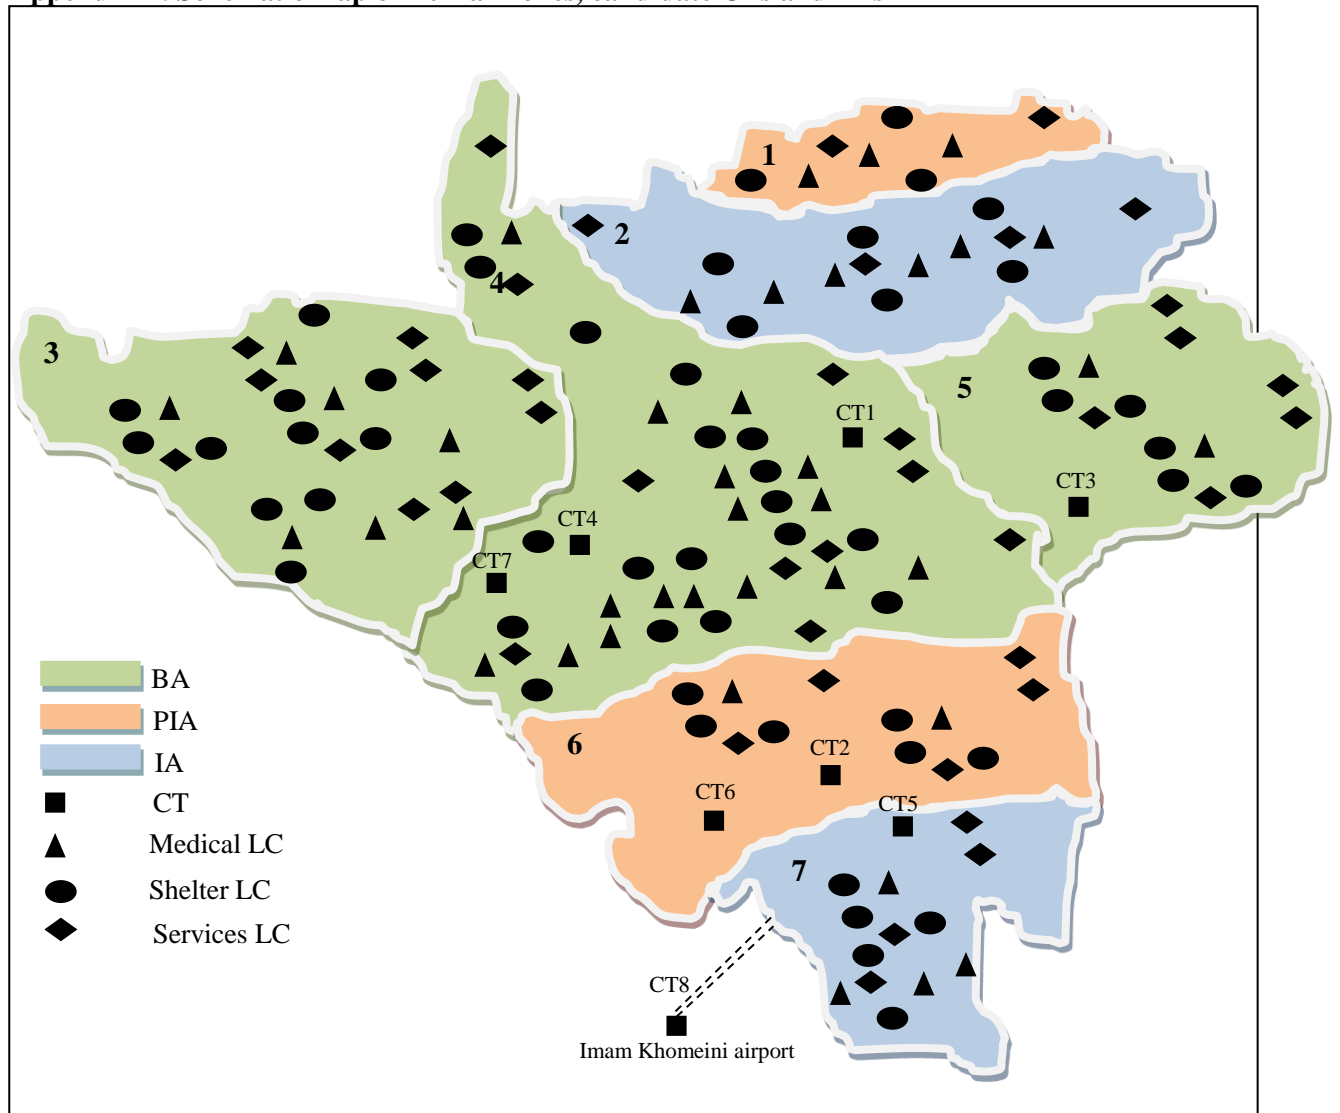 1
2
4
3
5
CT1
CT3
CT4
CT7
BA
PIA
IA
CT
Medical LC
Shelter LC
Services LC
6
CT2
CT6
CT5
7
CT8
Imam Khomeini airport